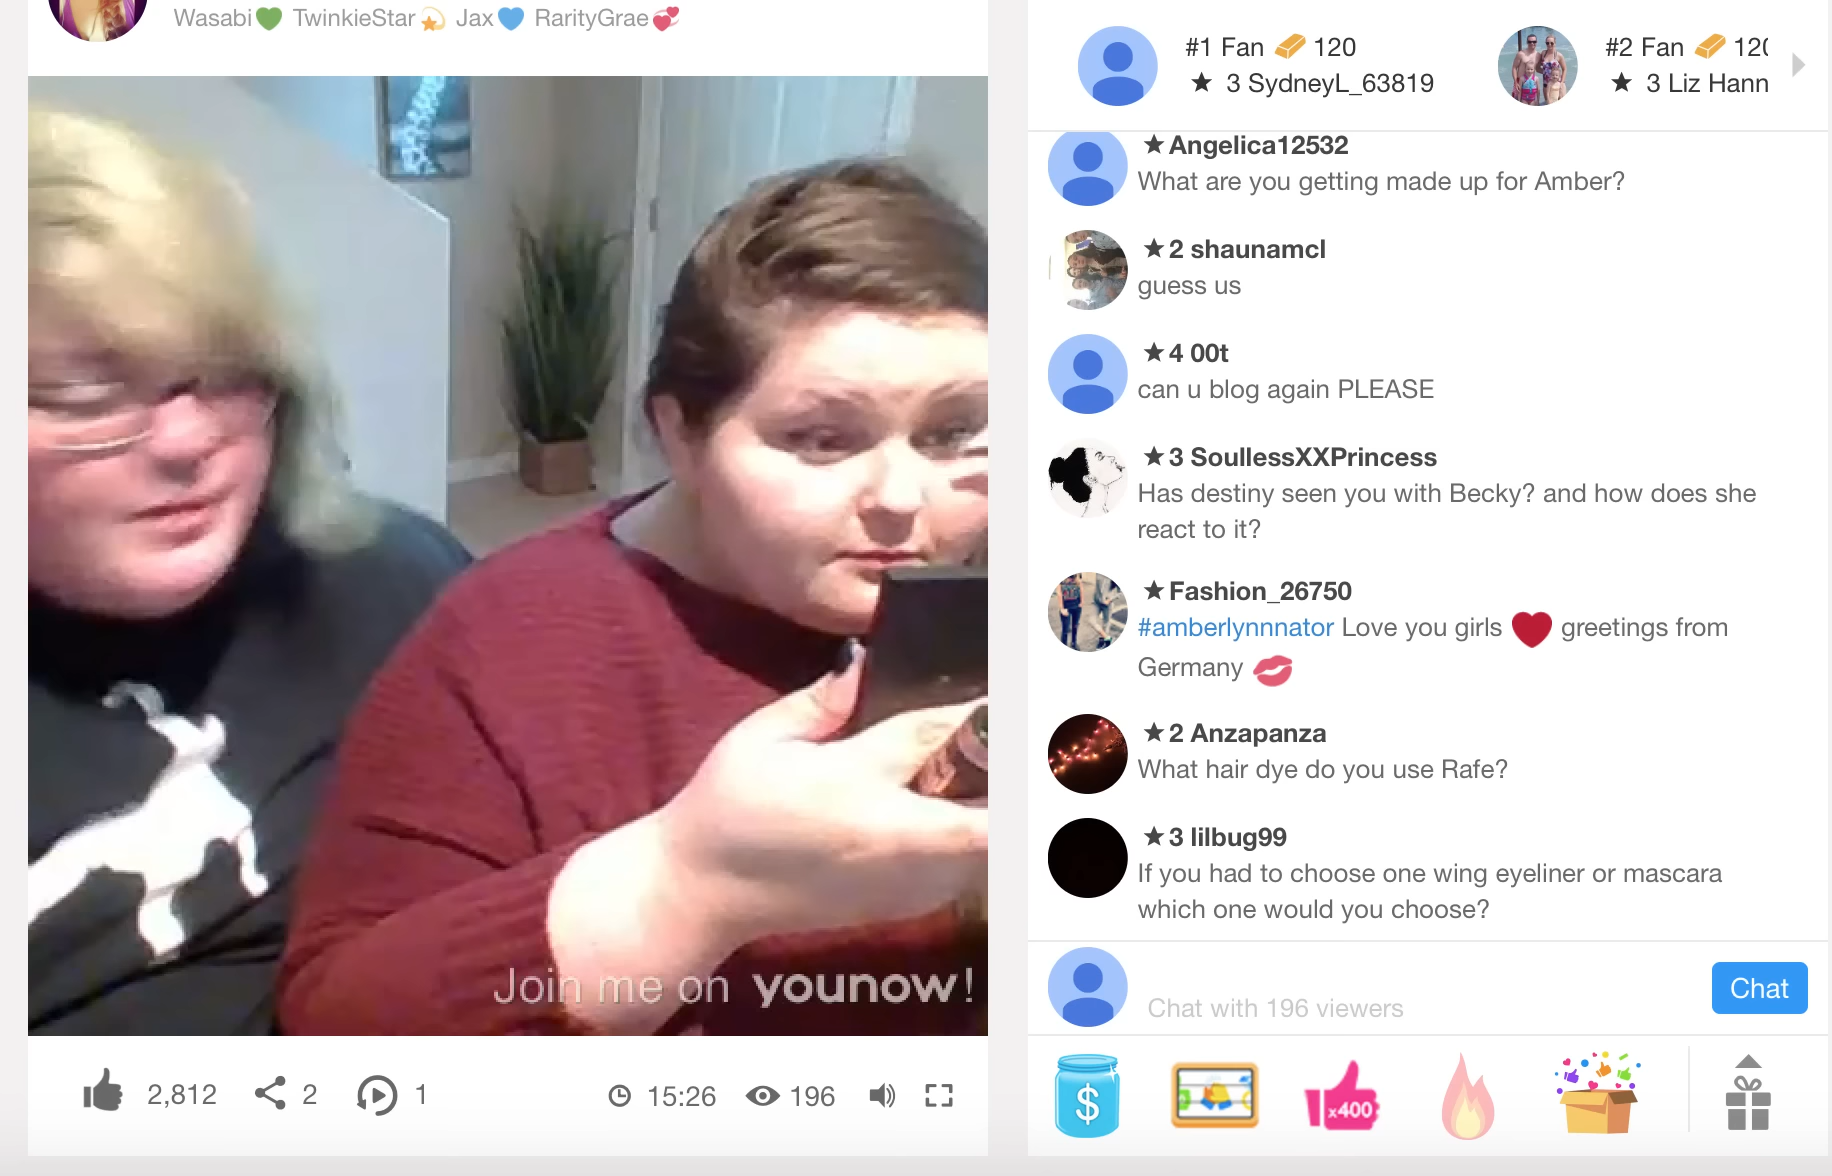 Wasabi💚 TwinkieStar💫 Jax💙 RarityGrae💞
#1 Fan 120
★ 3 SydneyL_63819
#2 Fan 120
★ 3 Liz Hann
★ Angelica12532
What are you getting made up for Amber?
★ 2 shaunamcl
guess us
★ 4 00t
can u blog again PLEASE
★ 3 SoullessXXPrincess
Has destiny seen you with Becky? and how does she
react to it?
★ Fashion_26750
#amberlynnnator Love you girls ❤ greetings from
Germany 💋
★ 2 Anzapanza
What hair dye do you use Rafe?
★ 3 lilbug99
If you had to choose one wing eyeliner or mascara
which one would you choose?
Join me on younow!
Chat with 196 viewers
Chat
2,812
2
1
15:26
196
$
x400